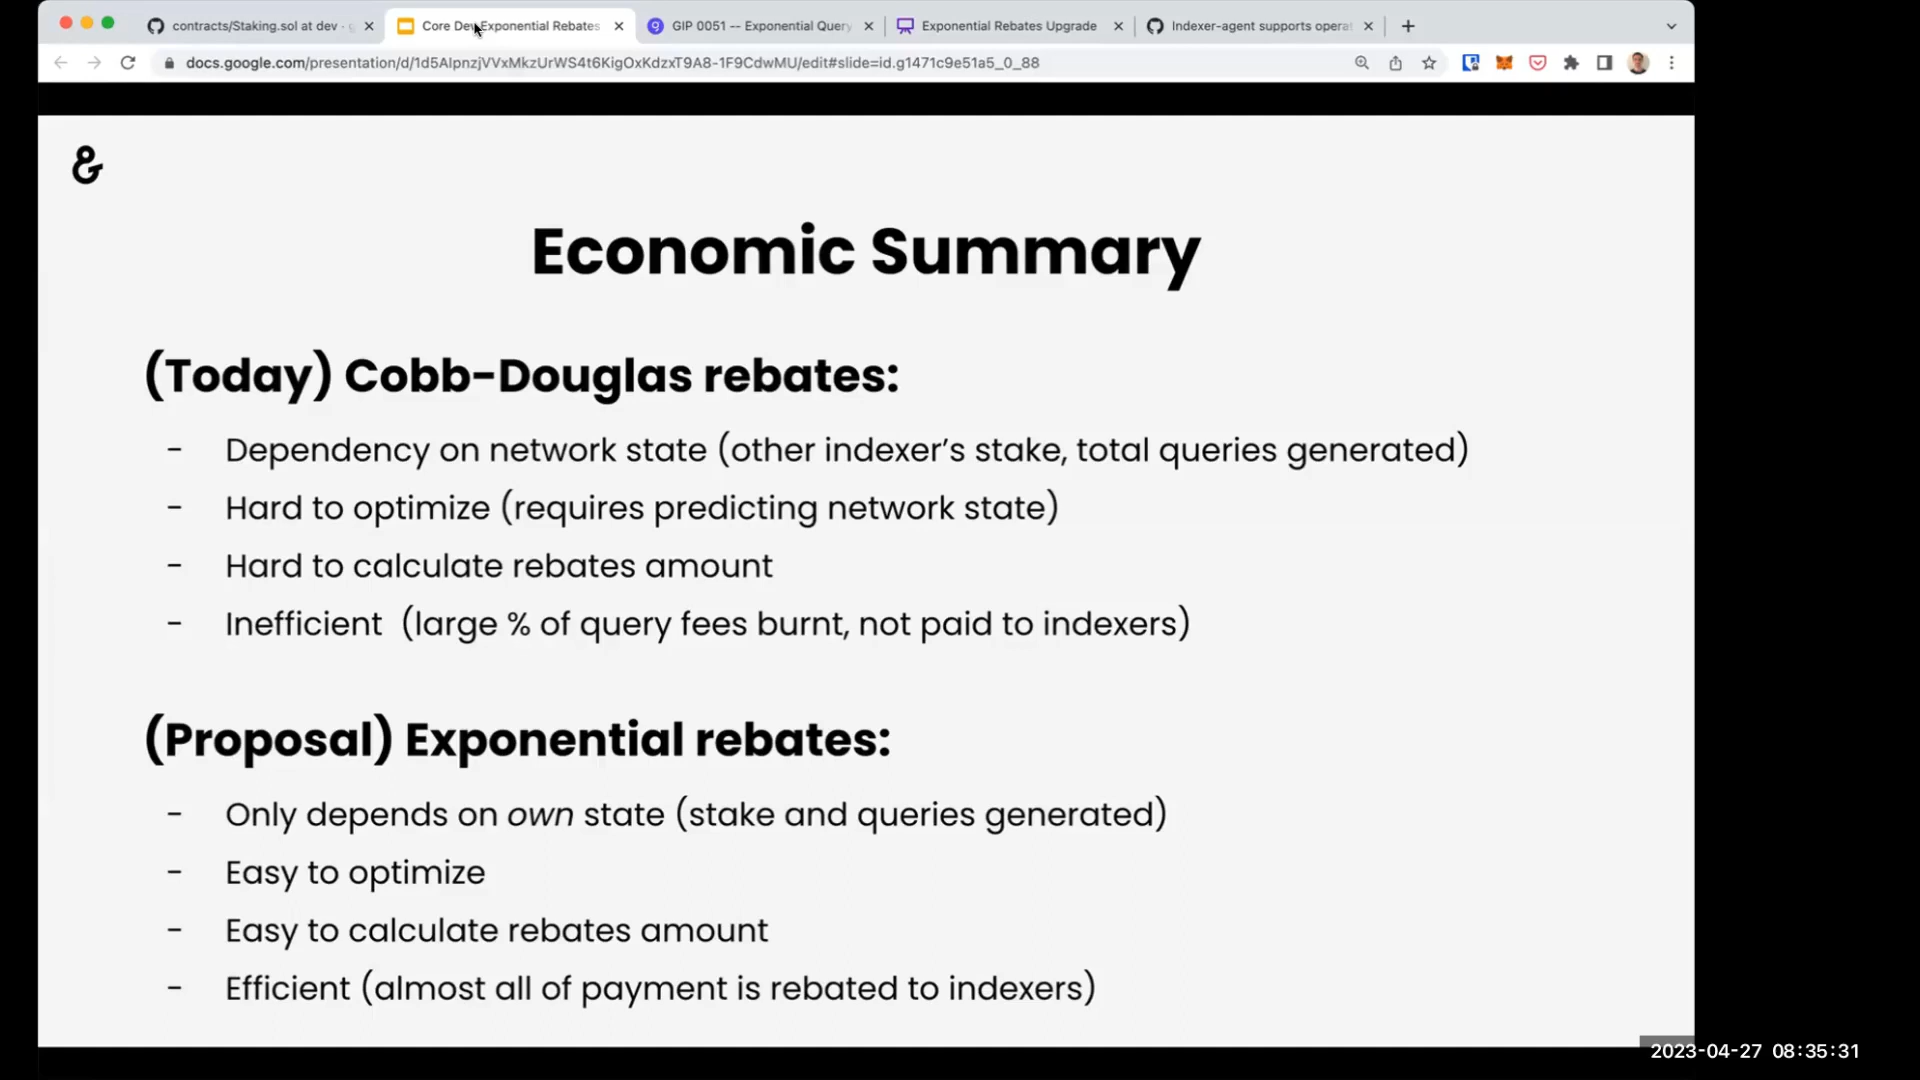 contracts/Staking.sol at dev ·
Core Dev Exponential Rebates
GIP 0051 -- Exponential Query
Exponential Rebates Upgrade
Indexer-agent supports opera
docs.google.com/presentation/d/1d5AIpnzjVVxMkzUrWS4t6KigOxKdzxT9A8-1F9CdwMU/edit#slide=id.g1471c9e51a5_0_88
&
Economic Summary
(Today) Cobb-Douglas rebates:
- Dependency on network state (other indexer's stake, total queries generated)
- Hard to optimize (requires predicting network state)
- Hard to calculate rebates amount
- Inefficient (large % of query fees burnt, not paid to indexers)
(Proposal) Exponential rebates:
- Only depends on own state (stake and queries generated)
- Easy to optimize
- Easy to calculate rebates amount
- Efficient (almost all of payment is rebated to indexers)
2023-04-27 08:35:31